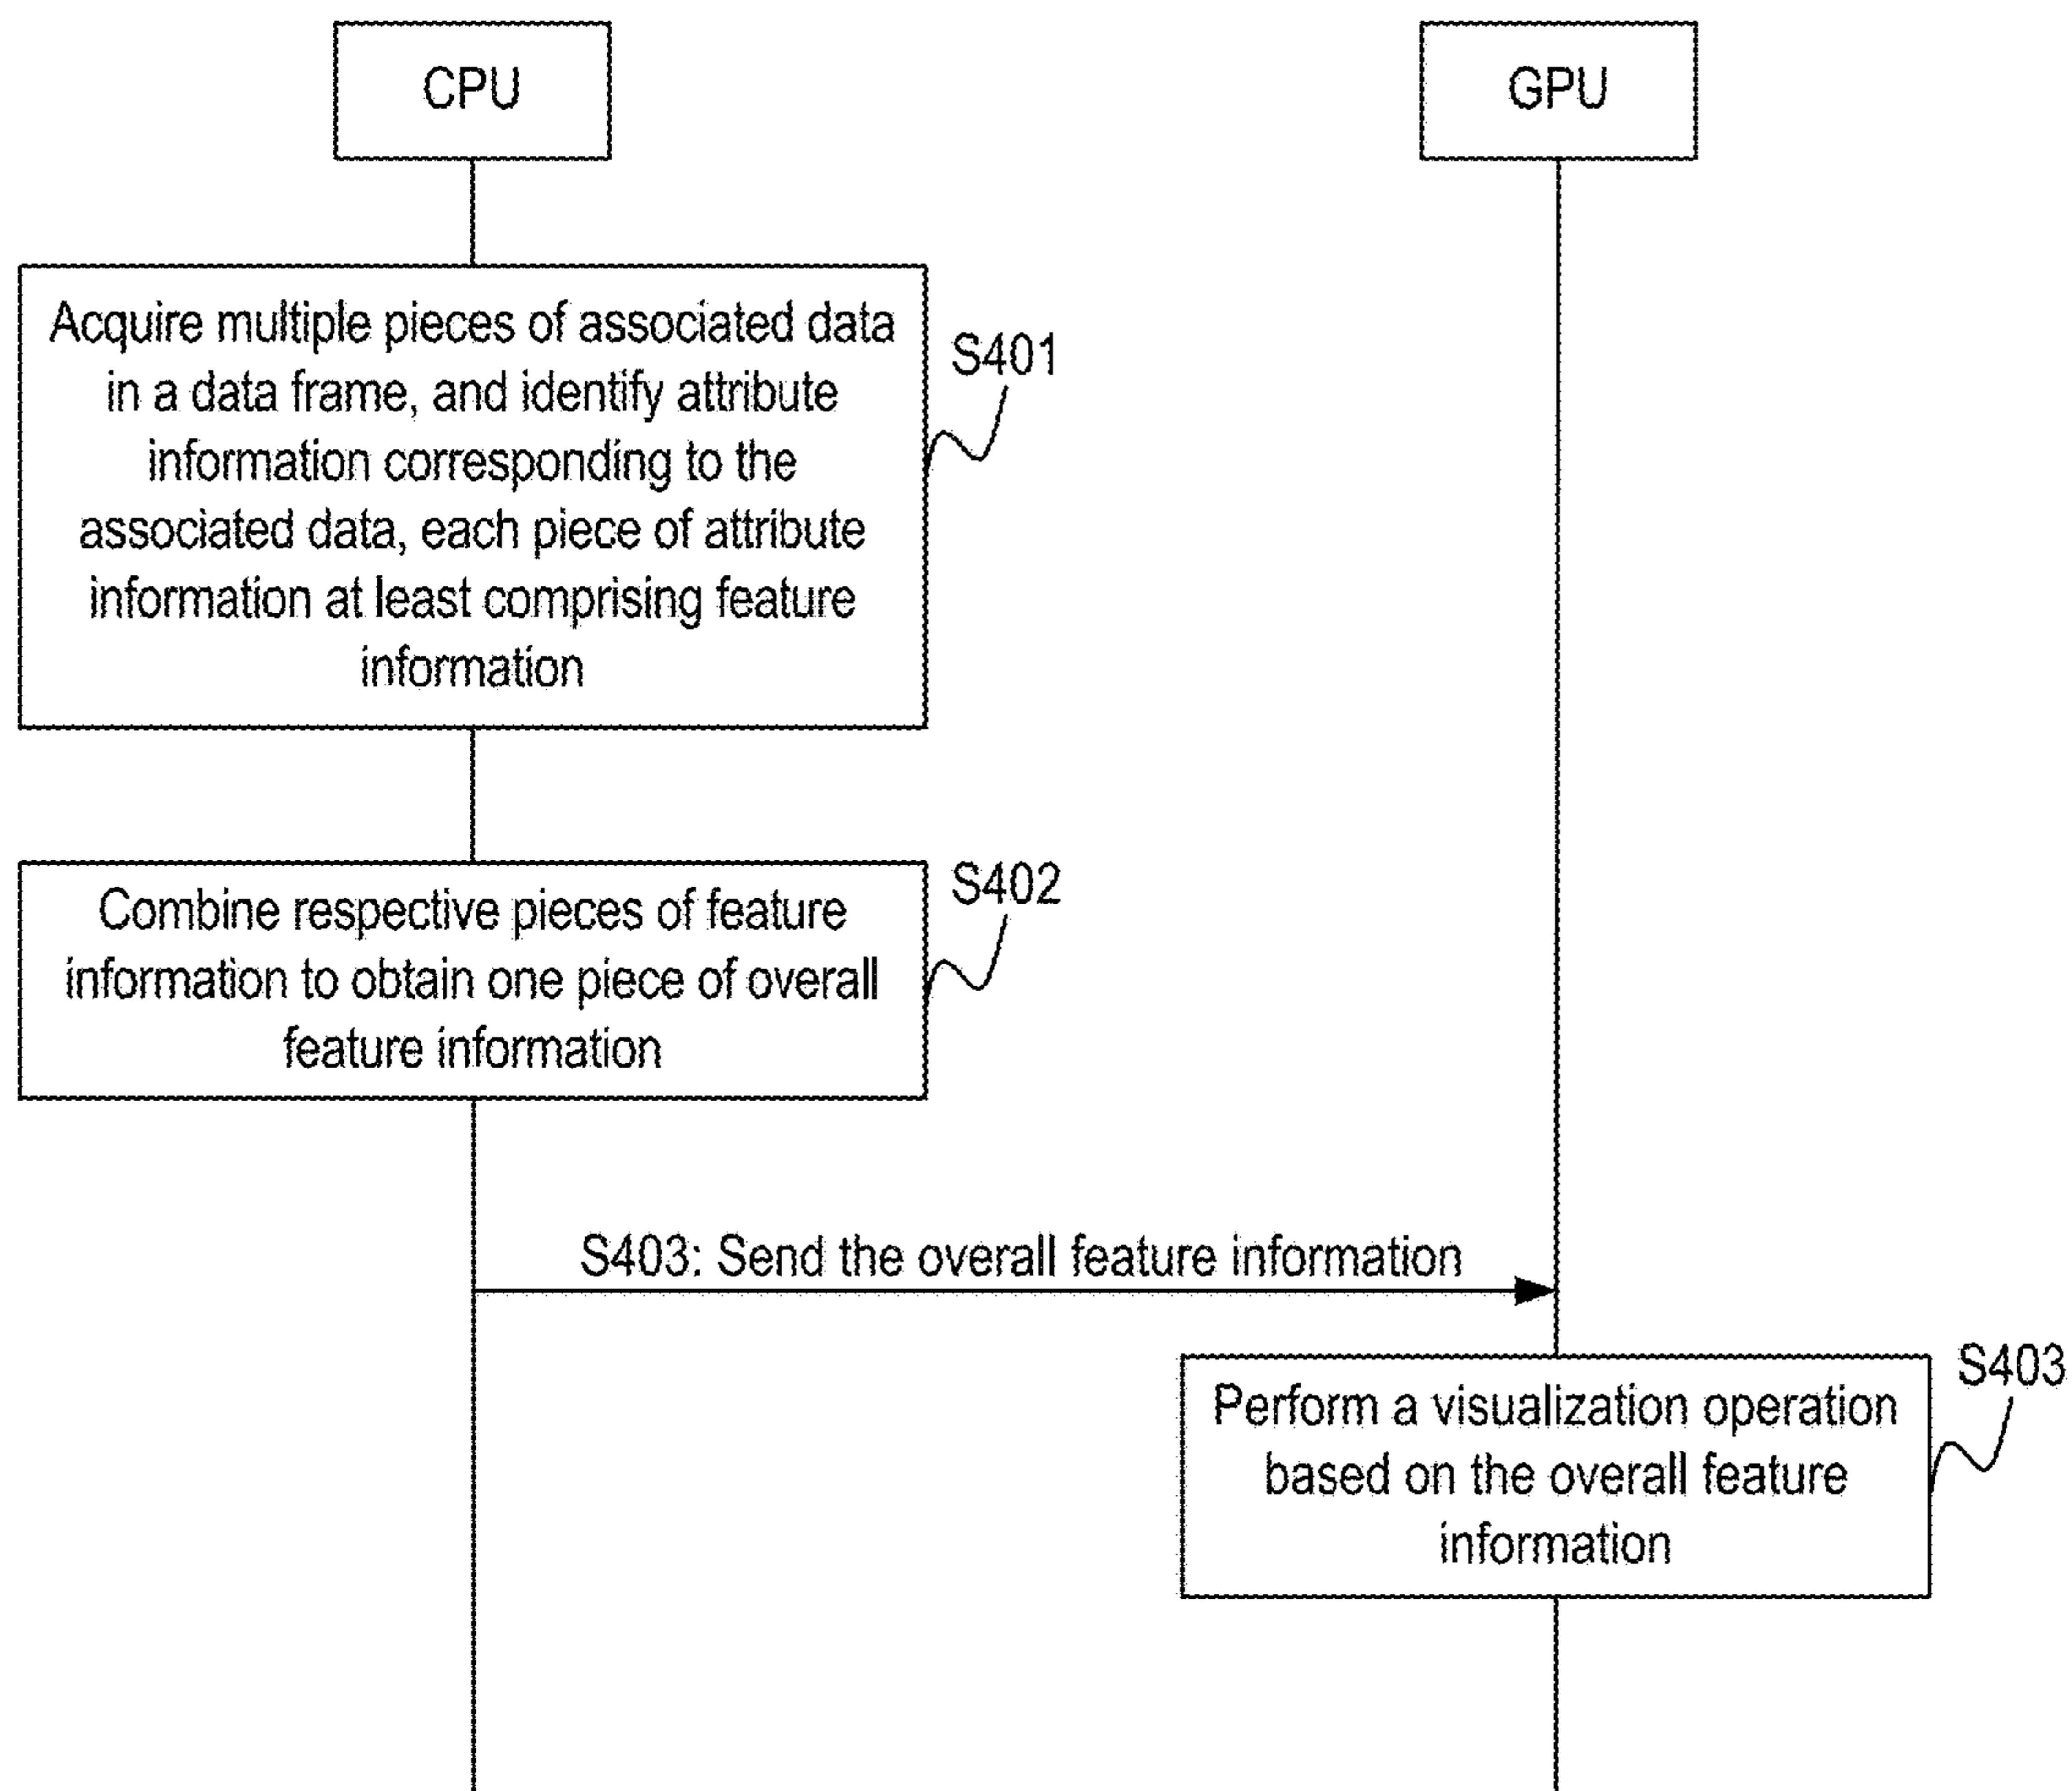 CPU
GPU
Acquire multiple pieces of associated data
in a data frame, and identify attribute
information corresponding to the
associated data, each piece of attribute
information at least comprising feature
information
S401
Combine respective pieces of feature
information to obtain one piece of overall
feature information
S402
S403: Send the overall feature information
Perform a visualization operation
based on the overall feature
information
S403